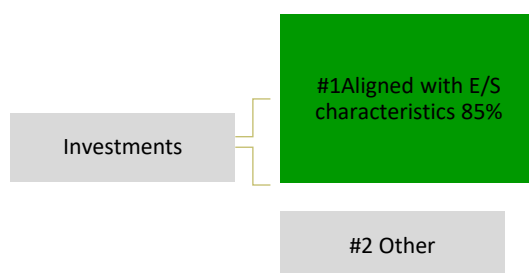 #1Aligned with E/S
characteristics 85%
Investments
#2 Other